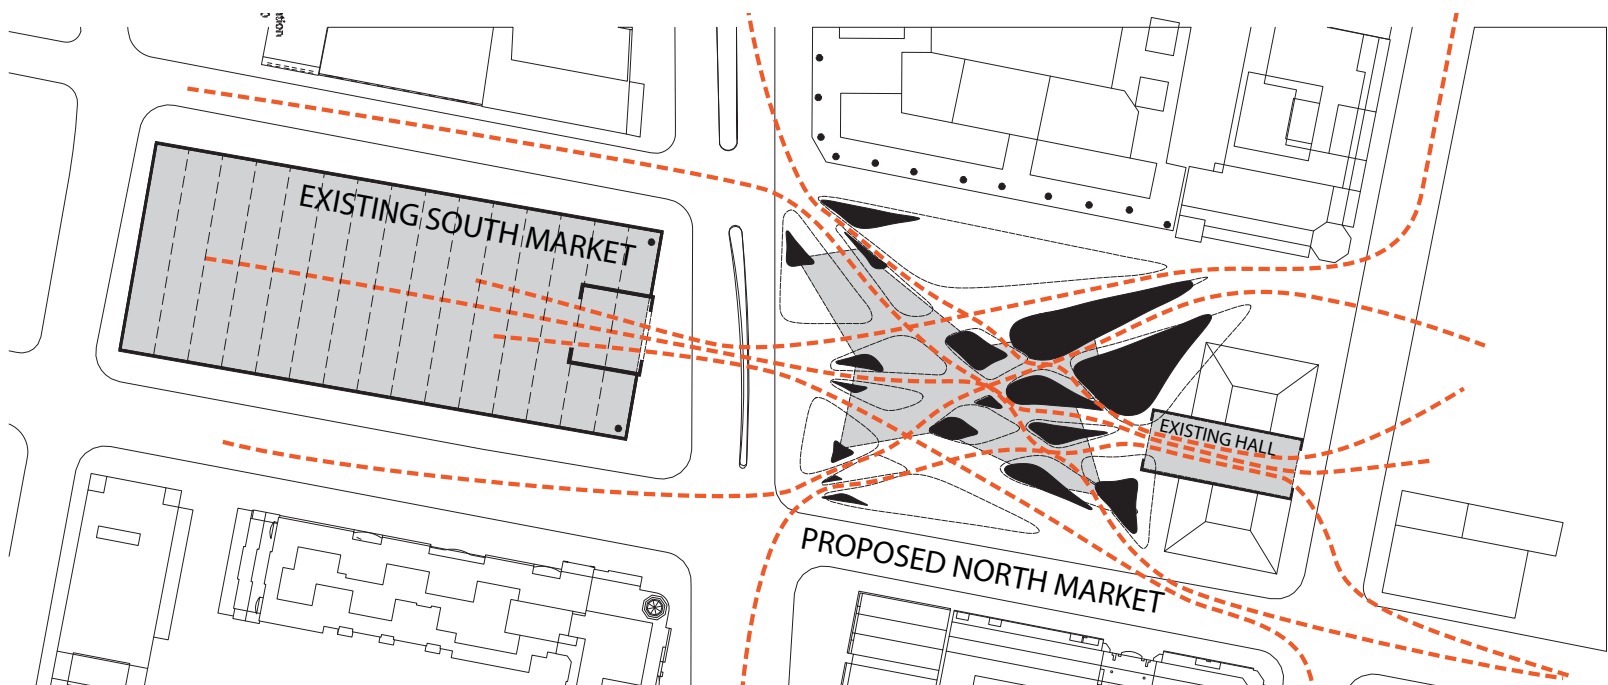 EXISTING SOUTH MARKET
EXISTING HALL
PROPOSED NORTH MARKET